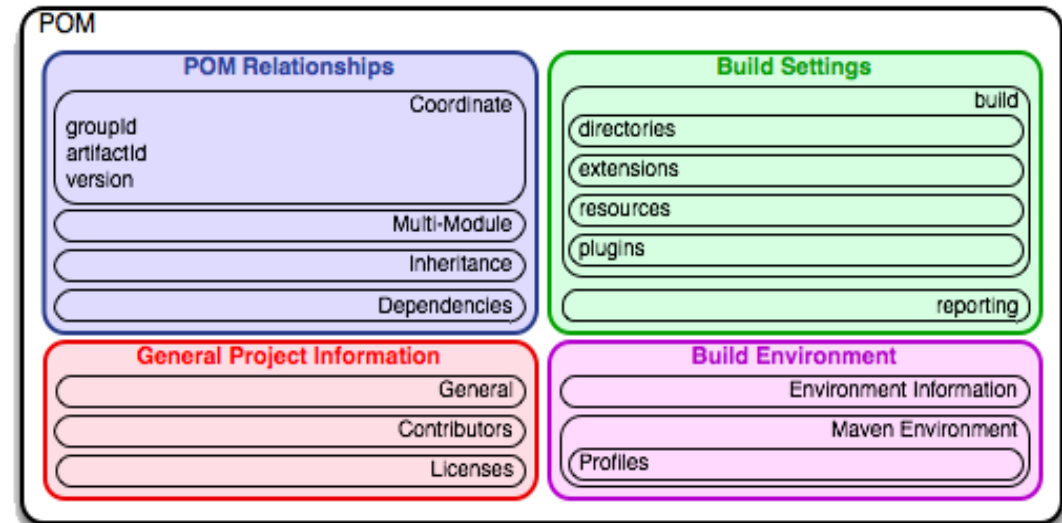 POM
POM Relationships
Coordinate
groupId
artifactId
version
Multi-Module
Inheritance
Dependencies
Build Settings
build
directories
extensions
resources
plugins
reporting
General Project Information
General
Contributors
Licenses
Build Environment
Environment Information
Maven Environment
Profiles